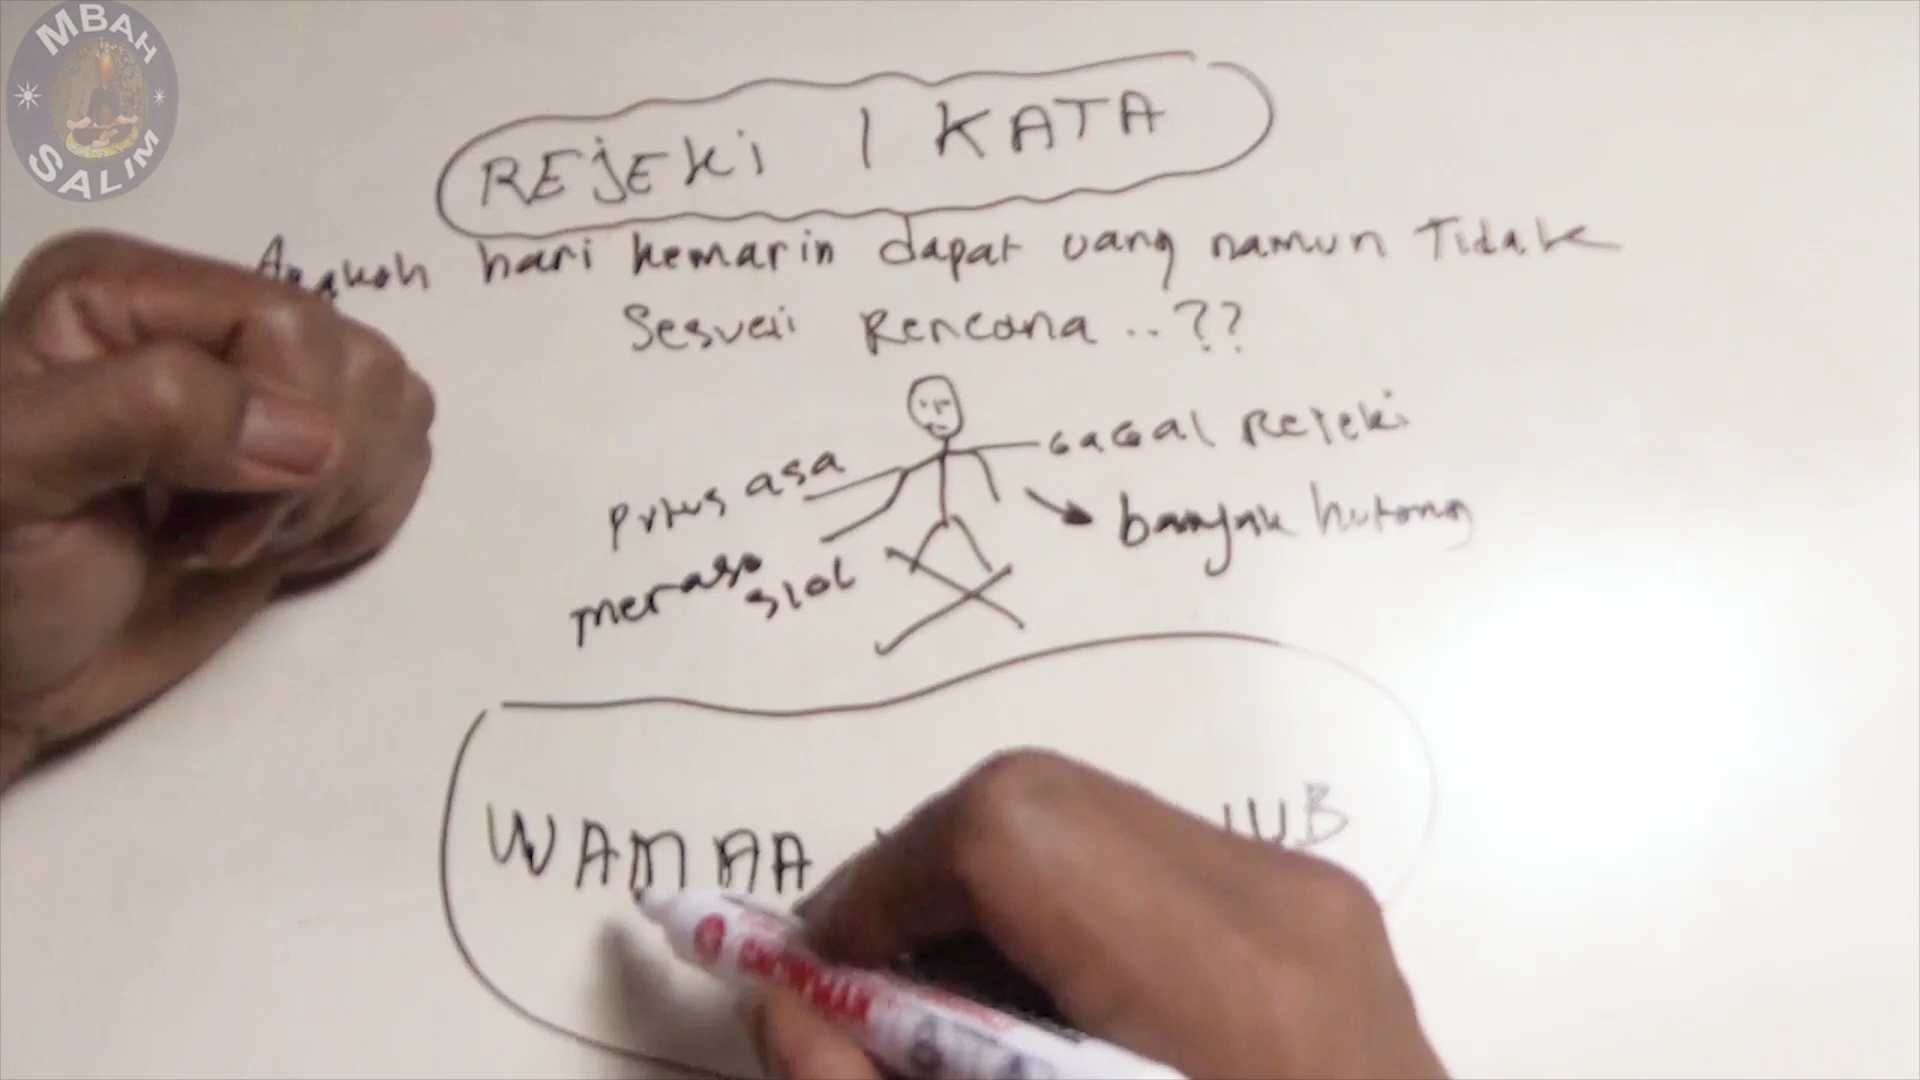 MBAH SALIM
REJEKI 1 KATA
hari kemarin dapat uang namun Tidak
Sesuai Rencana ..??
Putus asa
GAGAL Rejeki
merasa
sial
banyak hutang
WAMAA
UB